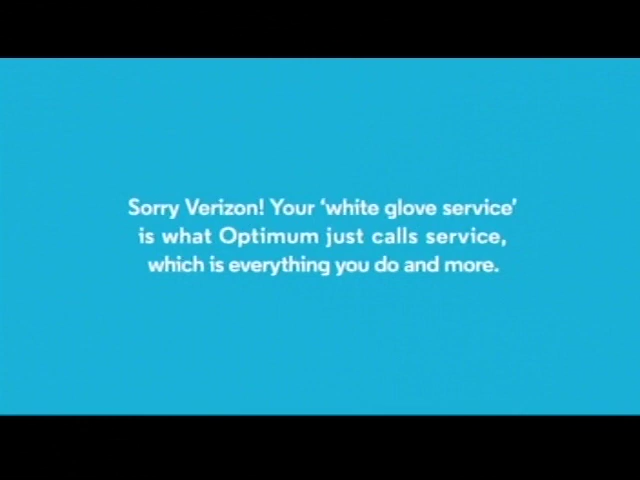 Sorry Verizon! Your ‘white glove service’
is what Optimum just calls service,
which is everything you do and more.